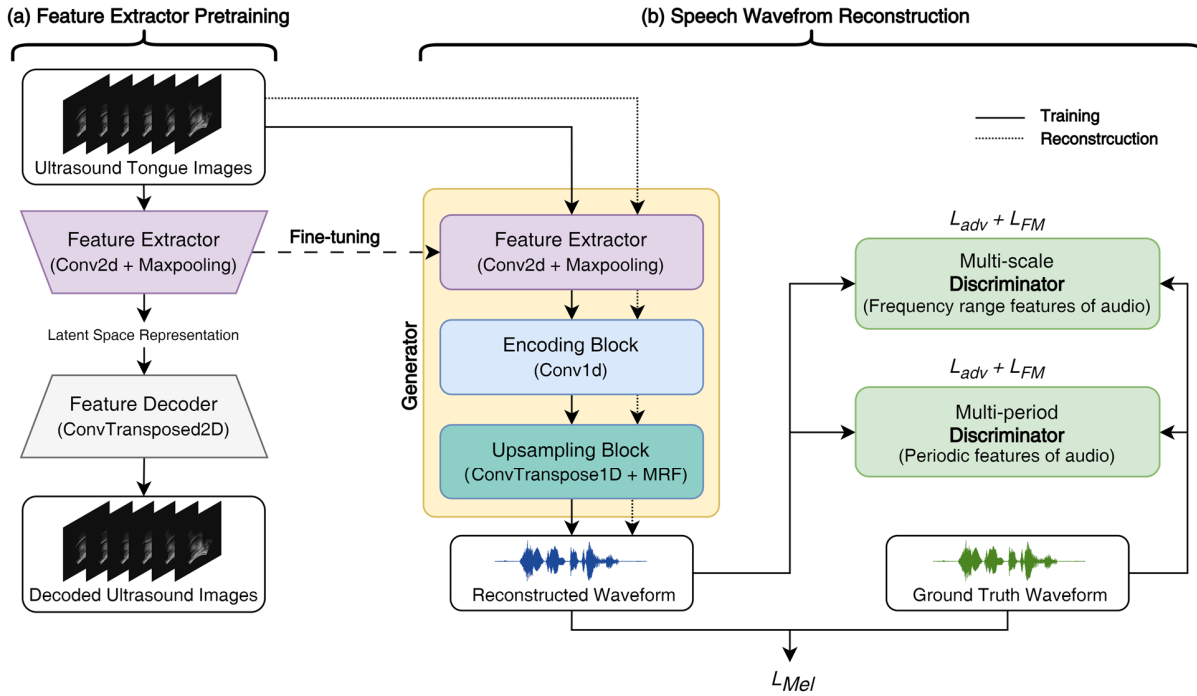 (a) Feature Extractor Pretraining
Ultrasound Tongue Images
Feature Extractor
(Conv2d + Maxpooling)
Latent Space Representation
Feature Decoder
(ConvTransposed2D)
Decoded Ultrasound Images
Fine-tuning
(b) Speech Wavefrom Reconstruction
Training
Reconstrcuction
Generator
Feature Extractor
(Conv2d + Maxpooling)
Encoding Block
(Conv1d)
Upsampling Block
(ConvTranspose1D + MRF)
Reconstructed Waveform
L_adv + L_FM
Multi-scale
Discriminator
(Frequency range features of audio)
L_adv + L_FM
Multi-period
Discriminator
(Periodic features of audio)
Ground Truth Waveform
L_Mel